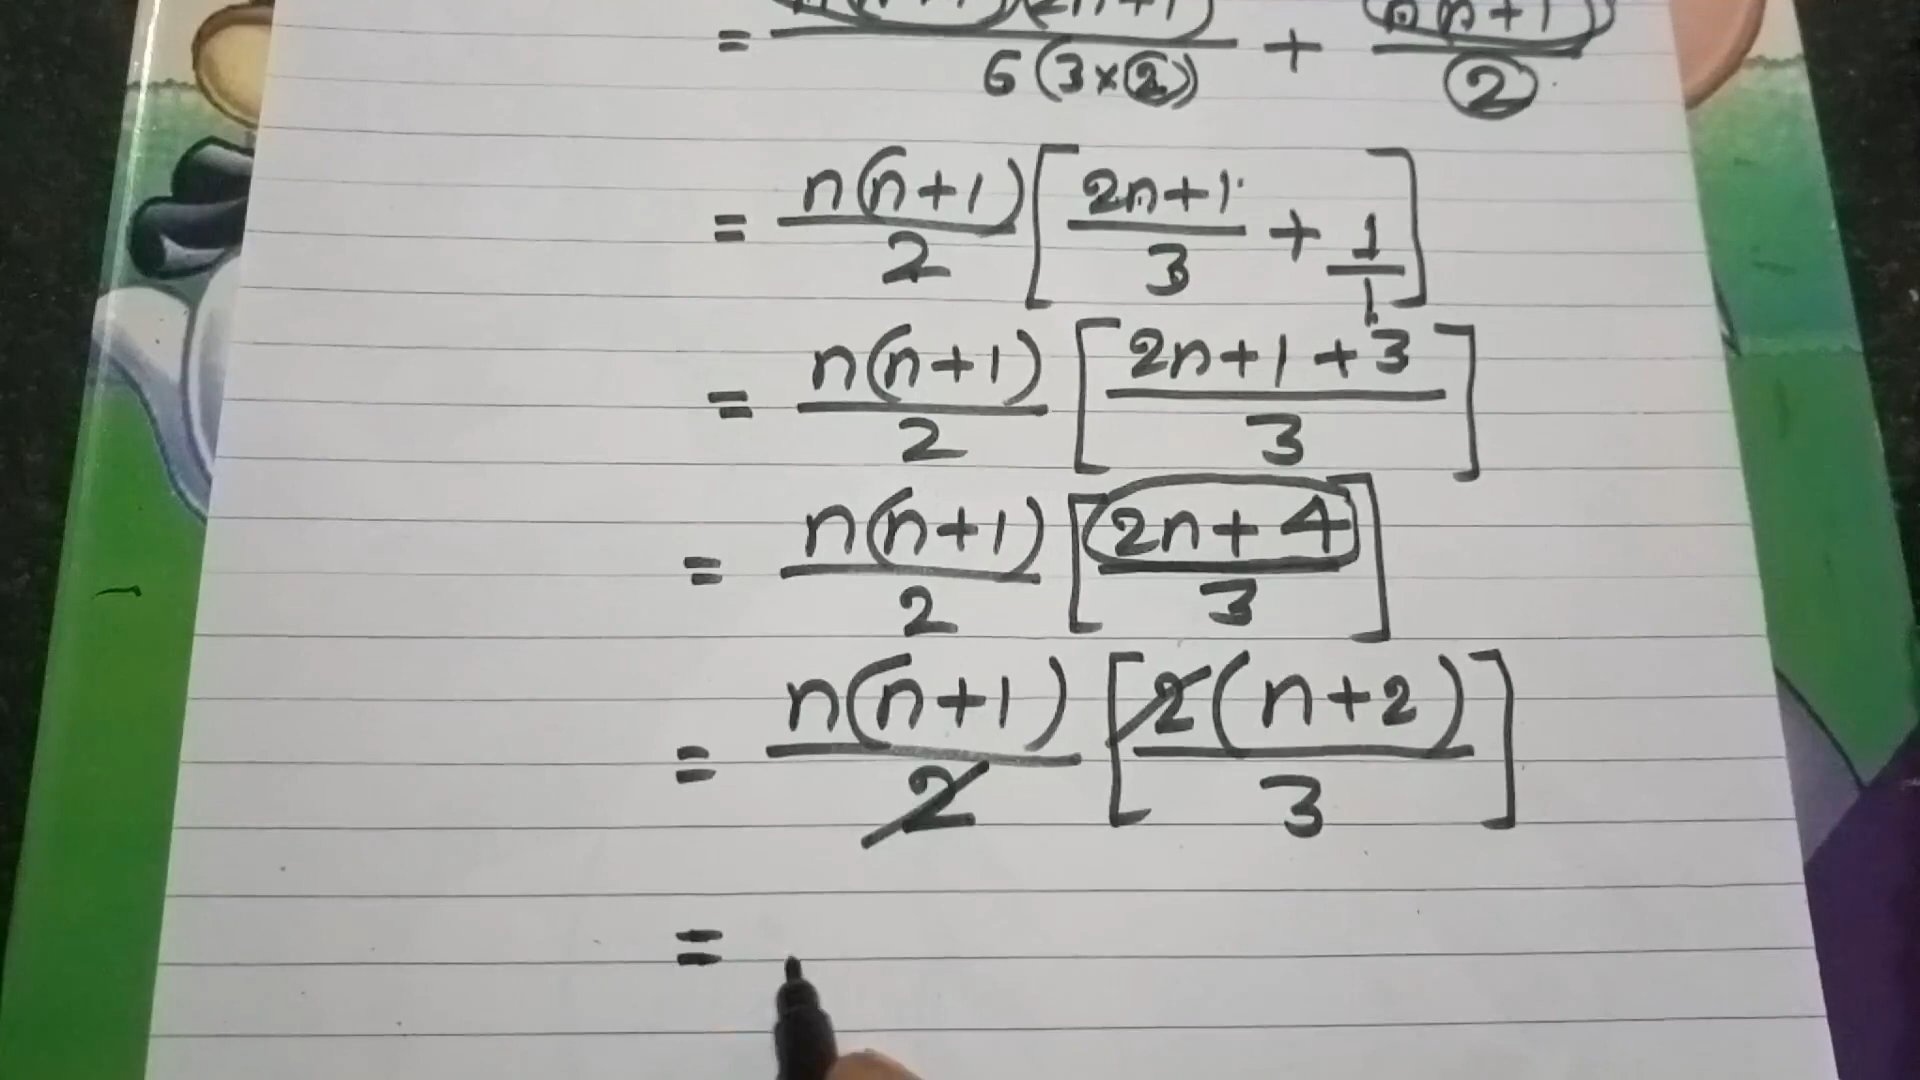 = n(n+1)(2n+1)/6(3×2) + n(n+1)/2
= n(n+1)/2 [2n+1/3 + 1/1]
= n(n+1)/2 [2n+1+3/3]
= n(n+1)/2 [(2n+4)/3]
= n(n+1)/2 [2(n+2)/3]
=